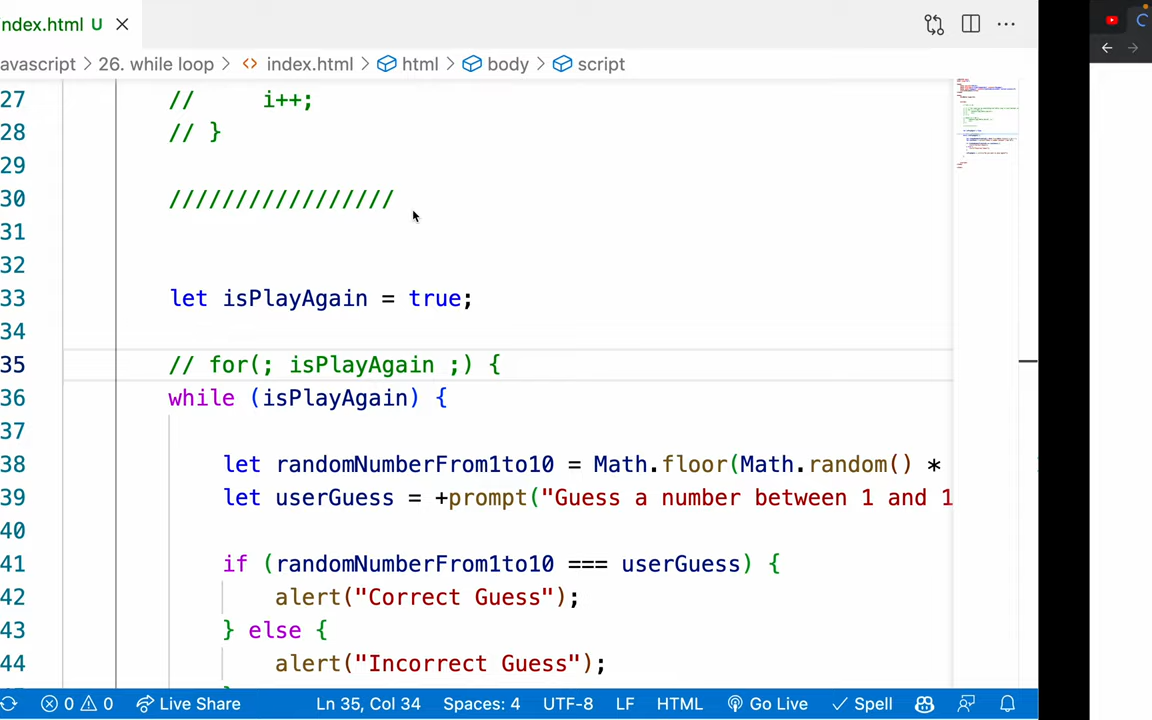 ndex.html U
avascript > 26. while loop > index.html > html > body > script
27 // i++;
28 // }
29
30 /////////////////
31
32
33 let isPlayAgain = true;
34
35 // for(; isPlayAgain ;) {
36 while (isPlayAgain) {
37
38 let randomNumberFrom1to10 = Math.floor(Math.random() *
39 let userGuess = +prompt("Guess a number between 1 and 1
40
41 if (randomNumberFrom1to10 === userGuess) {
42 alert("Correct Guess");
43 } else {
44 alert("Incorrect Guess");
0 0 Live Share Ln 35, Col 34 Spaces: 4 UTF-8 LF HTML Go Live Spell